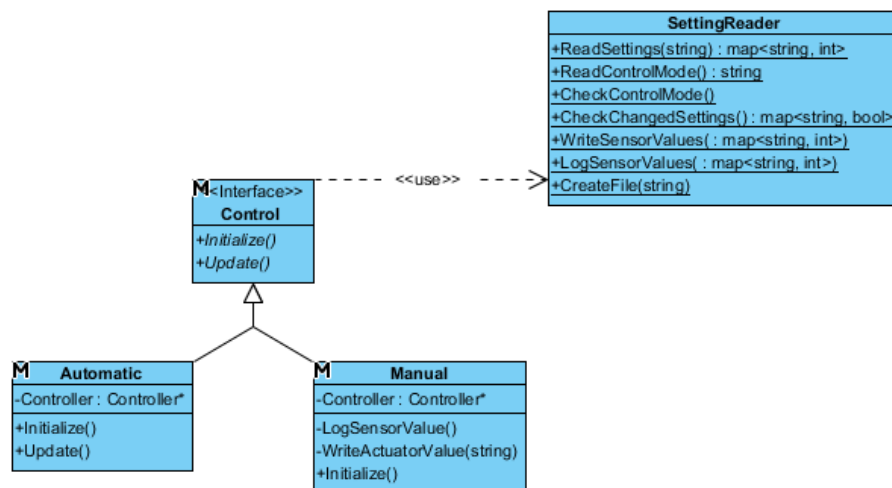 SettingReader
+ReadSettings(string) : map<string, int>
+ReadControlMode() : string
+CheckControlMode()
+CheckChangedSettings() : map<string, bool>
+WriteSensorValues( : map<string, int>)
+LogSensorValues( : map<string, int>)
+CreateFile(string)
<<use>>
M
<Interface>>
Control
+Initialize()
+Update()
M
Automatic
-Controller : Controller*
+Initialize()
+Update()
M
Manual
-Controller : Controller*
-LogSensorValue()
-WriteActuatorValue(string)
+Initialize()